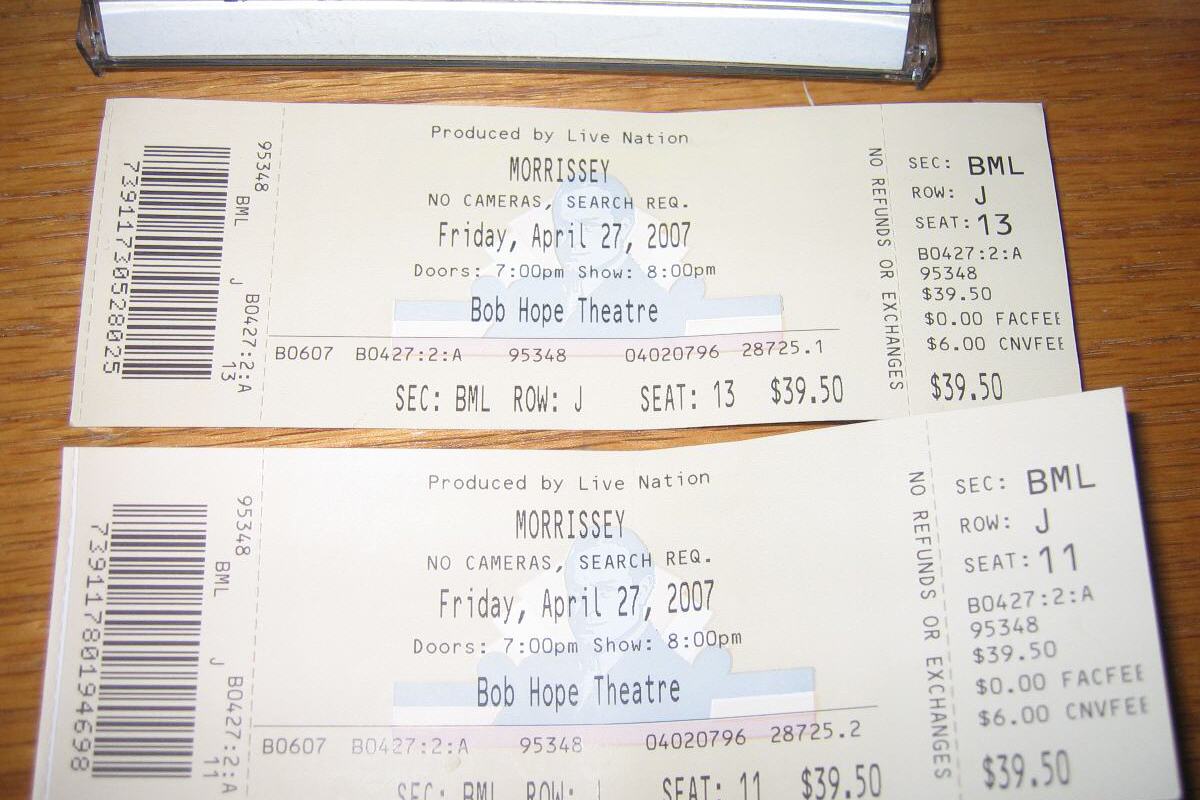 Produced by Live Nation
MORRISSEY
NO CAMERAS, SEARCH REQ.
Friday, April 27, 2007
Doors: 7:00pm Show: 8:00pm
Bob Hope Theatre
B0607 B0427:2:A 95348 04020796 28725.1
SEC: BML ROW: J SEAT: 13 $39.50
73911730528025
95348 BML J B0427:2:A 13
NO REFUNDS OR EXCHANGES
SEC: BML
ROW: J
SEAT: 13
B0427:2:A
95348
$39.50
$0.00 FACFEE
$6.00 CNVFEE
$39.50
Produced by Live Nation
MORRISSEY
NO CAMERAS, SEARCH REQ.
Friday, April 27, 2007
Doors: 7:00pm Show: 8:00pm
Bob Hope Theatre
B0607 B0427:2:A 95348 04020796 28725.2
SEC: BML ROW: J SEAT: 11 $39.50
73911780194698
95348 BML J B0427:2:A 11
NO REFUNDS OR EXCHANGES
SEC: BML
ROW: J
SEAT: 11
B0427:2:A
95348
$39.50
$0.00 FACFEE
$6.00 CNVFEE
$39.50